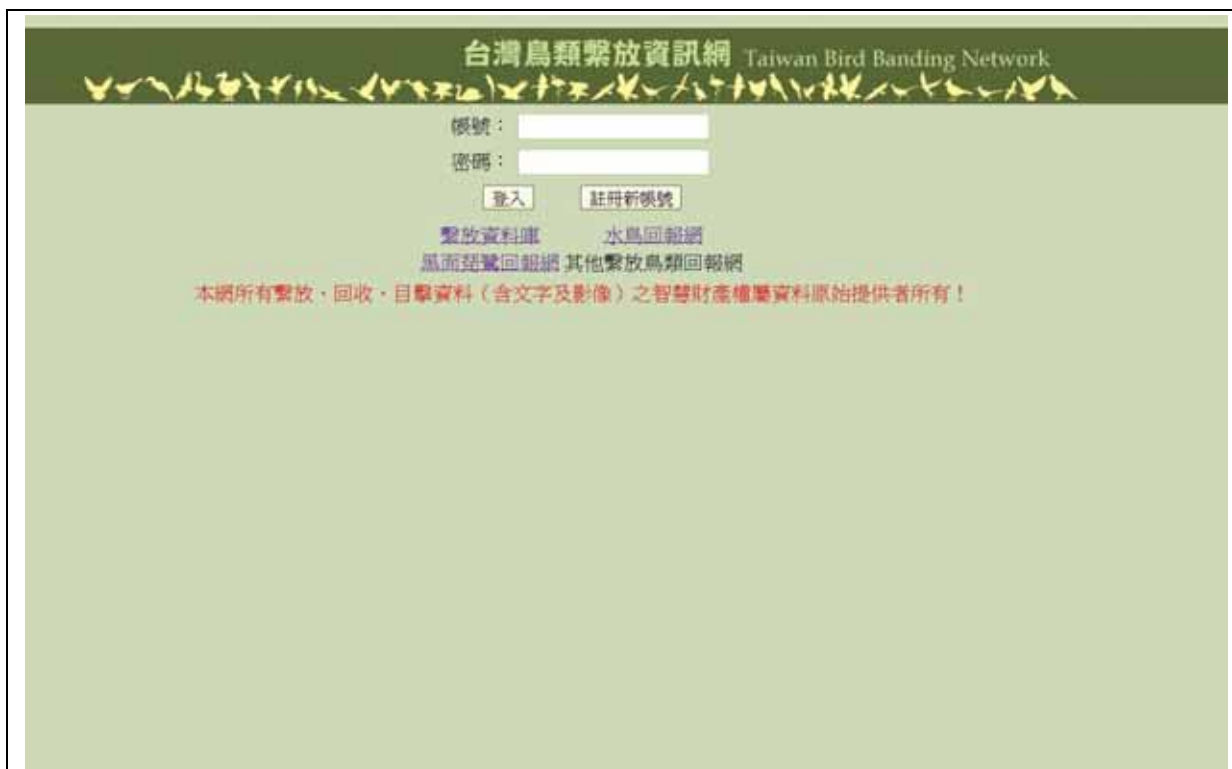 台灣鳥類繫放資訊網 Taiwan Bird Banding Network
帳號：
密碼：
登入 註冊新帳號
繫放資料庫 水鳥回報網
黑面琵鷺回報網 其他繫放鳥類回報網
本網所有繫放、回收、目擊資料（含文字及影像）之智慧財產權屬資料原始提供者所有！